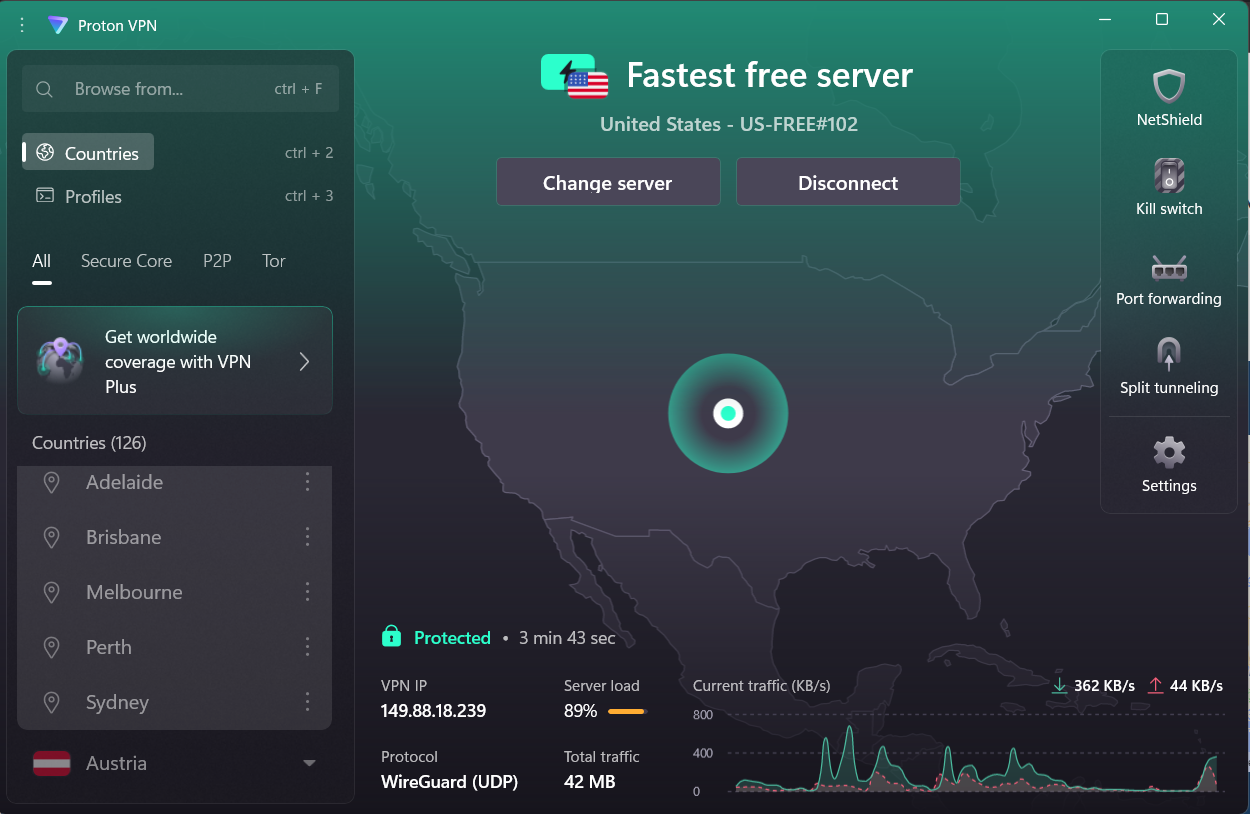 Proton VPN
Browse from...
ctrl + F
Countries
ctrl + 2
Profiles
ctrl + 3
All
Secure Core
P2P
Tor
Get worldwide
coverage with VPN
Plus
Countries (126)
Adelaide
Brisbane
Melbourne
Perth
Sydney
Austria
Fastest free server
United States - US-FREE#102
Change server
Disconnect
Protected • 3 min 43 sec
VPN IP
149.88.18.239
Server load
89%
Protocol
WireGuard (UDP)
Total traffic
42 MB
Current traffic (KB/s)
362 KB/s
44 KB/s
800
400
0
NetShield
Kill switch
Port forwarding
Split tunneling
Settings